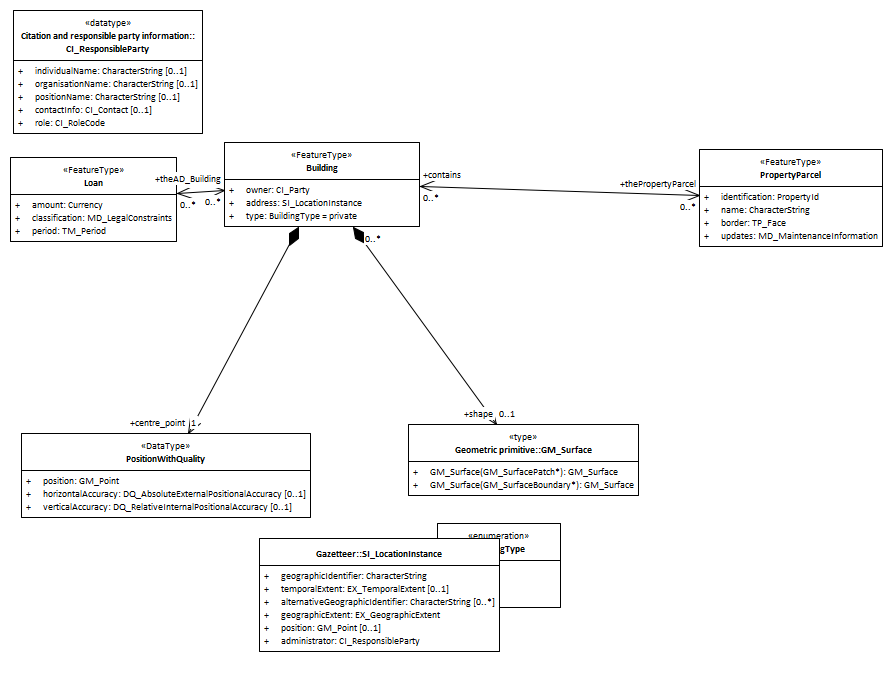 «datatype»
Citation and responsible party information::
CI_ResponsibleParty
+ individualName: CharacterString [0..1]
+ organisationName: CharacterString [0..1]
+ positionName: CharacterString [0..1]
+ contactInfo: CI_Contact [0..1]
+ role: CI_RoleCode
«FeatureType»
Loan
+ amount: Currency
+ classification: MD_LegalConstraints
+ period: TM_Period
+theAD_Building
0..*
0..*
«FeatureType»
Building
+ owner: CI_Party
+ address: SI_LocationInstance
+ type: BuildingType = private
+contains
0..*
+thePropertyParcel
0..*
«FeatureType»
PropertyParcel
+ identification: PropertyId
+ name: CharacterString
+ border: TP_Face
+ updates: MD_MaintenanceInformation
0..*
+centre_point 1
+shape 0..1
«DataType»
PositionWithQuality
+ position: GM_Point
+ horizontalAccuracy: DQ_AbsoluteExternalPositionalAccuracy [0..1]
+ verticalAccuracy: DQ_RelativeInternalPositionalAccuracy [0..1]
«type»
Geometric primitive::GM_Surface
+ GM_Surface(GM_SurfacePatch*): GM_Surface
+ GM_Surface(GM_SurfaceBoundary*): GM_Surface
«enumeration»
gType
Gazetteer::SI_LocationInstance
+ geographicIdentifier: CharacterString
+ temporalExtent: EX_TemporalExtent [0..1]
+ alternativeGeographicIdentifier: CharacterString [0..*]
+ geographicExtent: EX_GeographicExtent
+ position: GM_Point [0..1]
+ administrator: CI_ResponsibleParty